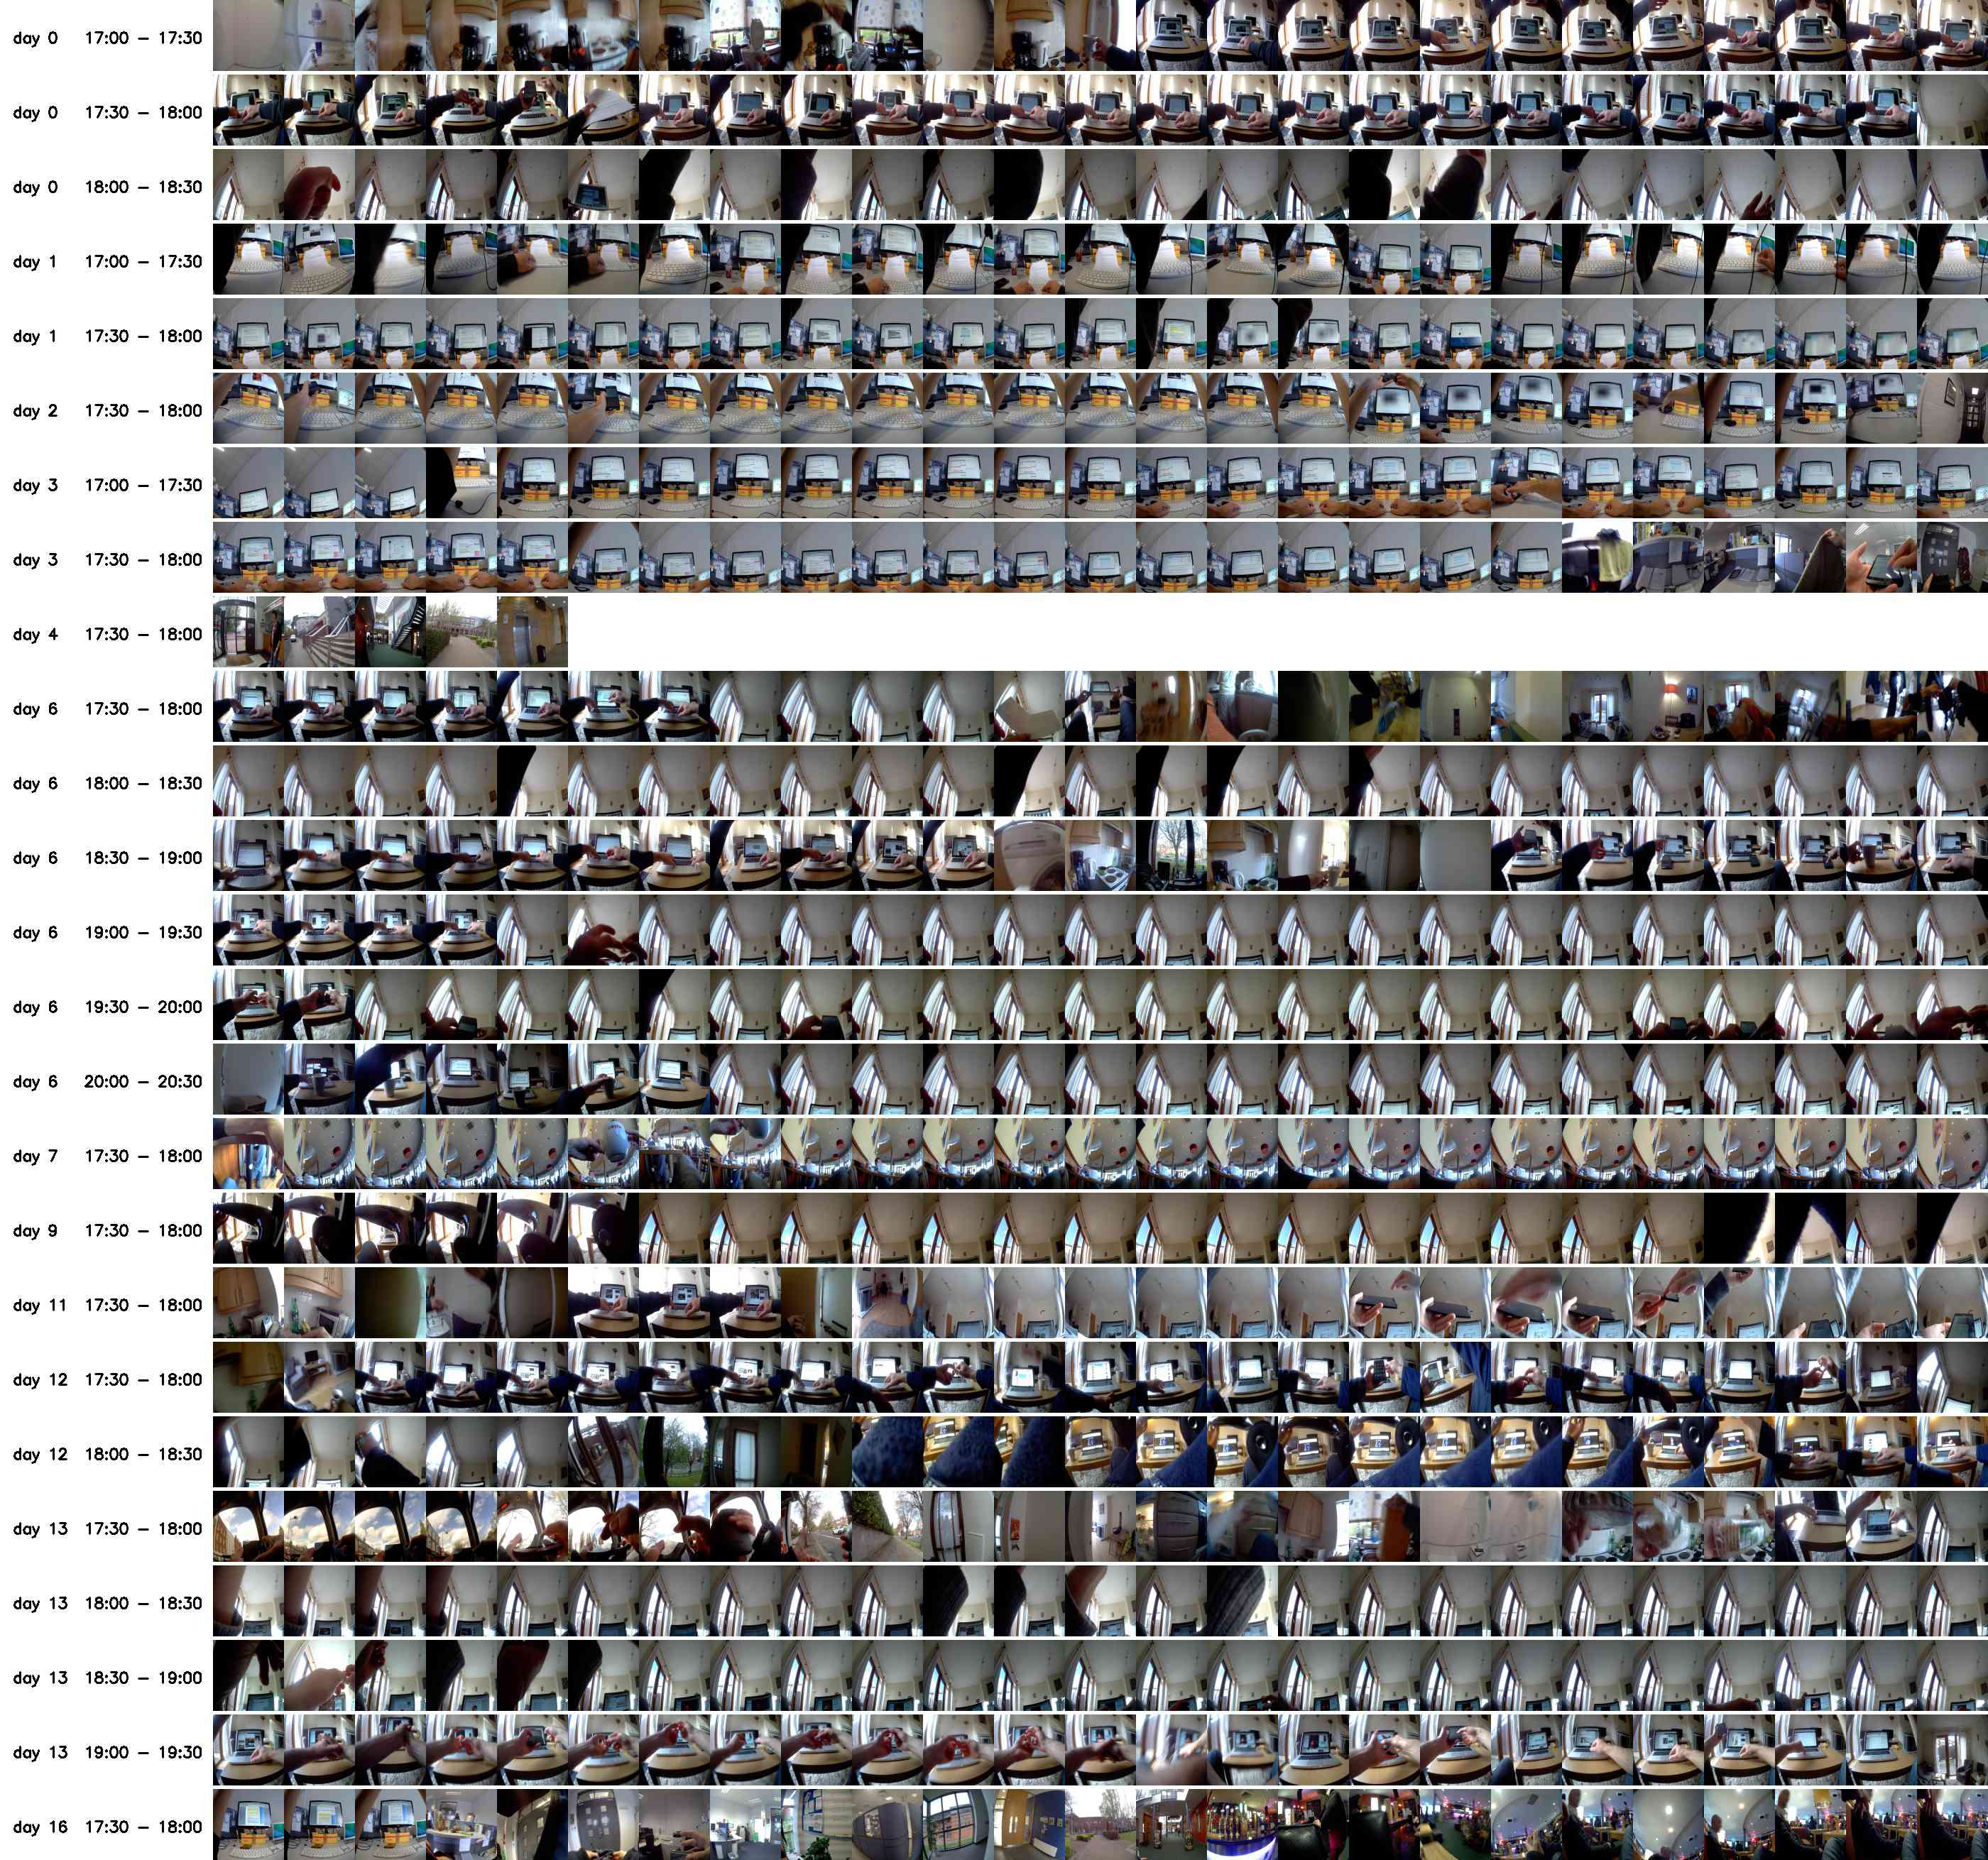 day 0 17:00 - 17:30
day 0 17:30 - 18:00
day 0 18:00 - 18:30
day 1 17:00 - 17:30
day 1 17:30 - 18:00
day 2 17:30 - 18:00
day 3 17:00 - 17:30
day 3 17:30 - 18:00
day 4 17:30 - 18:00
day 6 17:30 - 18:00
day 6 18:00 - 18:30
day 6 18:30 - 19:00
day 6 19:00 - 19:30
day 6 19:30 - 20:00
day 6 20:00 - 20:30
day 7 17:30 - 18:00
day 9 17:30 - 18:00
day 11 17:30 - 18:00
day 12 17:30 - 18:00
day 12 18:00 - 18:30
day 13 17:30 - 18:00
day 13 18:00 - 18:30
day 13 18:30 - 19:00
day 13 19:00 - 19:30
day 16 17:30 - 18:00